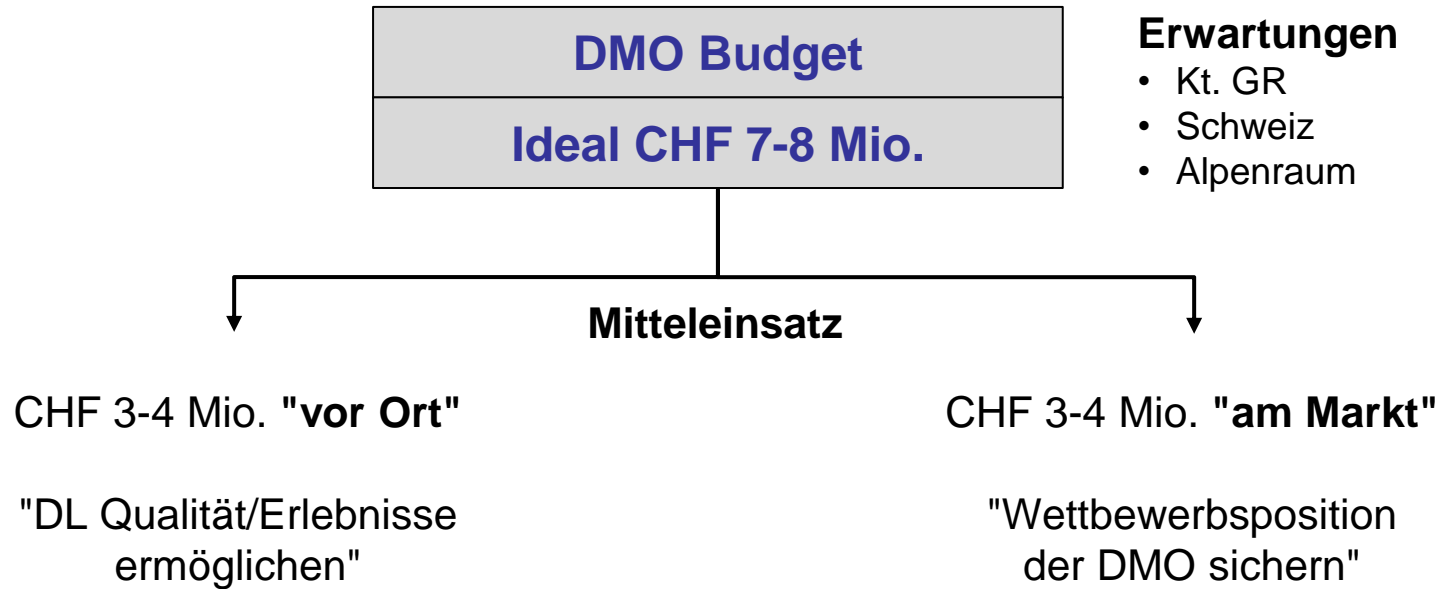 DMO Budget
Ideal CHF 7-8 Mio.
Erwartungen
• Kt. GR
• Schweiz
• Alpenraum
Mitteleinsatz
CHF 3-4 Mio. "vor Ort"
"DL Qualität/Erlebnisse
ermöglichen"
CHF 3-4 Mio. "am Markt"
"Wettbewerbsposition
der DMO sichern"